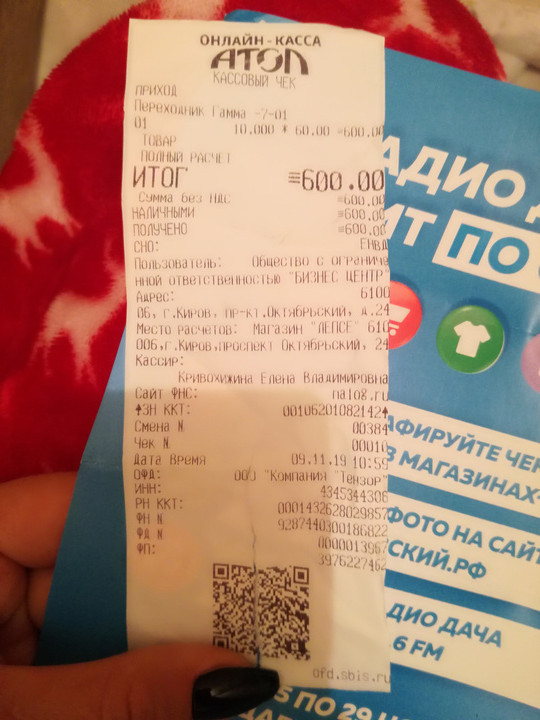 ОНЛАЙН-КАССА
АТОЛ
КАССОВЫЙ ЧЕК
ПРИХОД
Переходник Гамма -7-01
01 10.000 * 60.00 =600.00
ТОВАР
ПОЛНЫЙ РАСЧЕТ
ИТОГ =600.00
Сумма без НДС =600.00
НАЛИЧНЫМИ =600.00
ПОЛУЧЕНО =600.00
СНО: ЕНВД
Пользователь: Общество с ограниче
нной ответственностью "БИЗНЕС ЦЕНТР"
Адрес: 6100
06, г.Киров, пр-кт.Октябрьский, д.24
Место расчетов: Магазин "ЛЕПСЕ" 610
006,г.Киров,проспект Октябрьский, 24
Кассир:
Кривохижина Елена Владимировна
Сайт ФНС: nalog.ru
ЗН ККТ: 00106201082142
Смена N 00384
Чек N 00010
Дата Время 09.11.19 10:59
ОФД: ООО "Компания "Тензор"
ИНН: 4345344306
РН ККТ: 0001432628029857
ФН N 9287440300186822
ФД N 0000013967
ФП: 3976227462
ofd.sbis.ru
АДИО
ИТ ПО
АФИРУЙТЕ ЧЕ
В МАГАЗИНАХ-
ФОТО НА САЙТ
СКИЙ.РФ
ДИО ДАЧА
6 FM
ПО 29